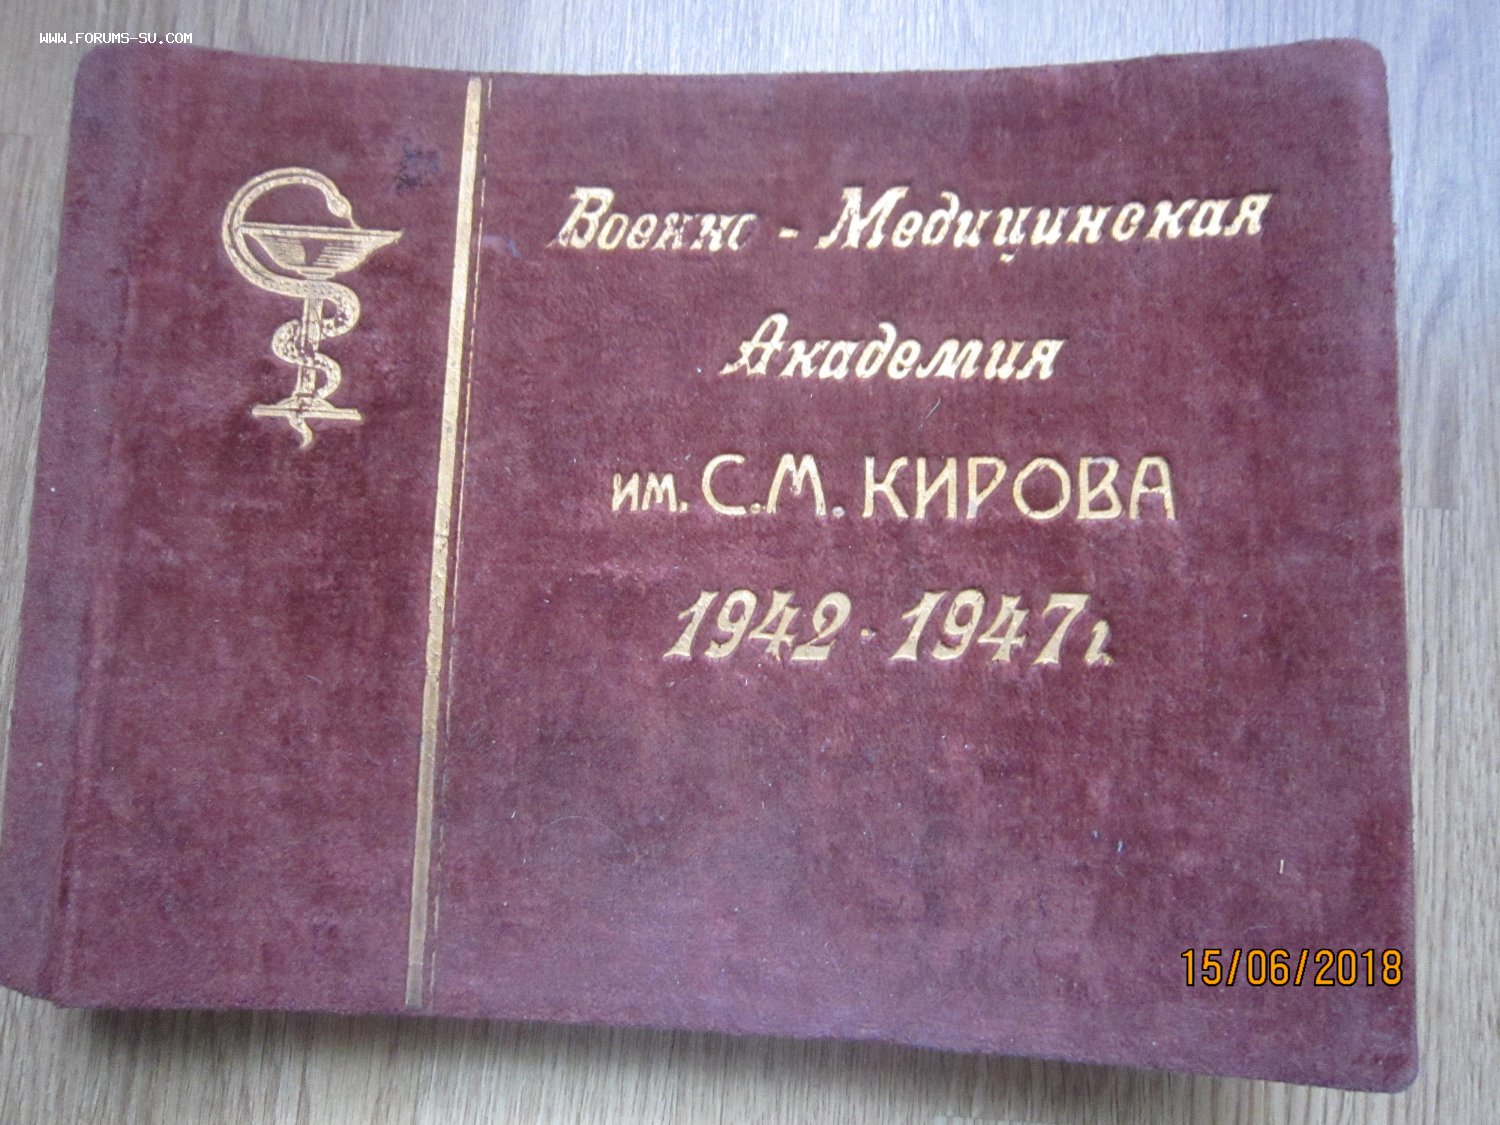 WWW.FORUMS-SU.COM
Военно - Медицинская
Академия
им. С.М. КИРОВА
1942 - 1947 г.
15/06/2018